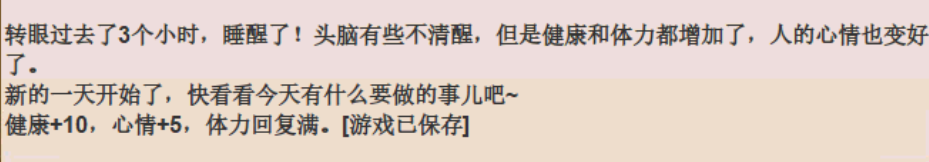 转眼过去了3个小时，睡醒了！头脑有些不清醒，但是健康和体力都增加了，人的心情也变好
了。
新的一天开始了，快看看今天有什么要做的事儿吧~
健康+10，心情+5，体力回复满。[游戏已保存]